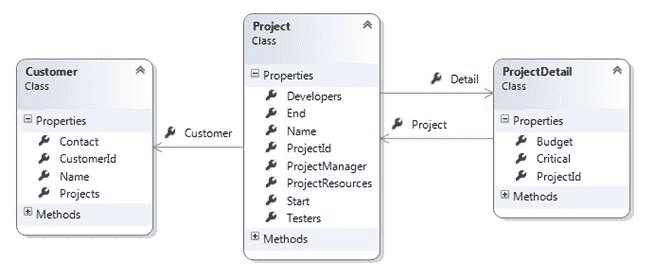 Customer
Class
Properties
Contact
CustomerId
Name
Projects
Methods
Customer
Project
Class
Properties
Developers
End
Name
ProjectId
ProjectManager
ProjectResources
Start
Testers
Methods
Detail
Project
ProjectDetail
Class
Properties
Budget
Critical
ProjectId
Methods